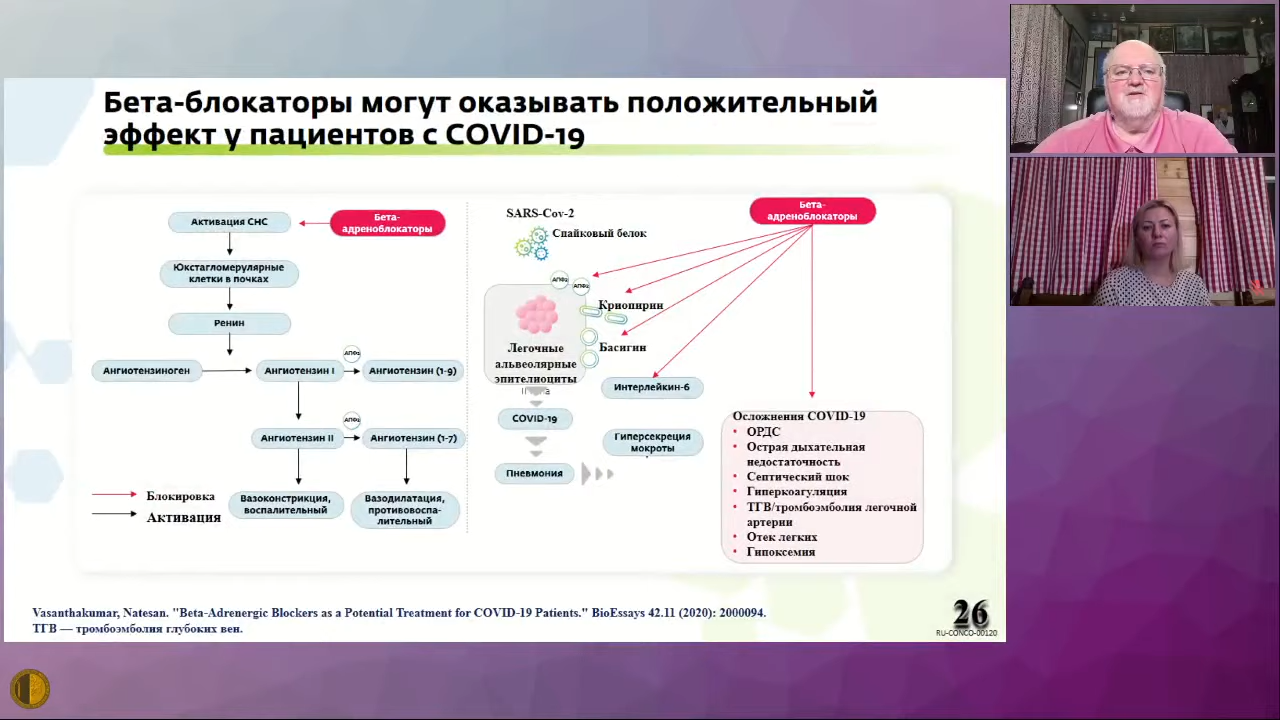 Бета-блокаторы могут оказывать положительный
эффект у пациентов с COVID-19
Активация СНС
Бета-
адреноблокаторы
Юкстагломерулярные
клетки в почках
Ренин
Ангиотензиноген
Ангиотензин I
АПФ2
Ангиотензин (1-9)
Ангиотензин II
АПФ2
Ангиотензин (1-7)
Блокировка
Активация
Вазоконстрикция,
воспалительный
Вазодилатация,
противовоспа-
лительный
SARS-Cov-2
Спайковый белок
АПФ2
АПФ2
Криопирин
Басигин
Легочные
альвеолярные
эпителиоциты
Интерлейкин-6
COVID-19
Гиперсекреция
мокроты
Пневмония
Бета-
адреноблокаторы
Осложнения COVID-19
• ОРДС
• Острая дыхательная
недостаточность
• Септический шок
• Гиперкоагуляция
• ТГВ/тромбоэмболия легочной
артерии
• Отек легких
• Гипоксемия
Vasanthakumar, Natesan. "Beta-Adrenergic Blockers as a Potential Treatment for COVID-19 Patients." BioEssays 42.11 (2020): 2000094.
ТГВ — тромбоэмболия глубоких вен.
26
RU-CONCO-00120